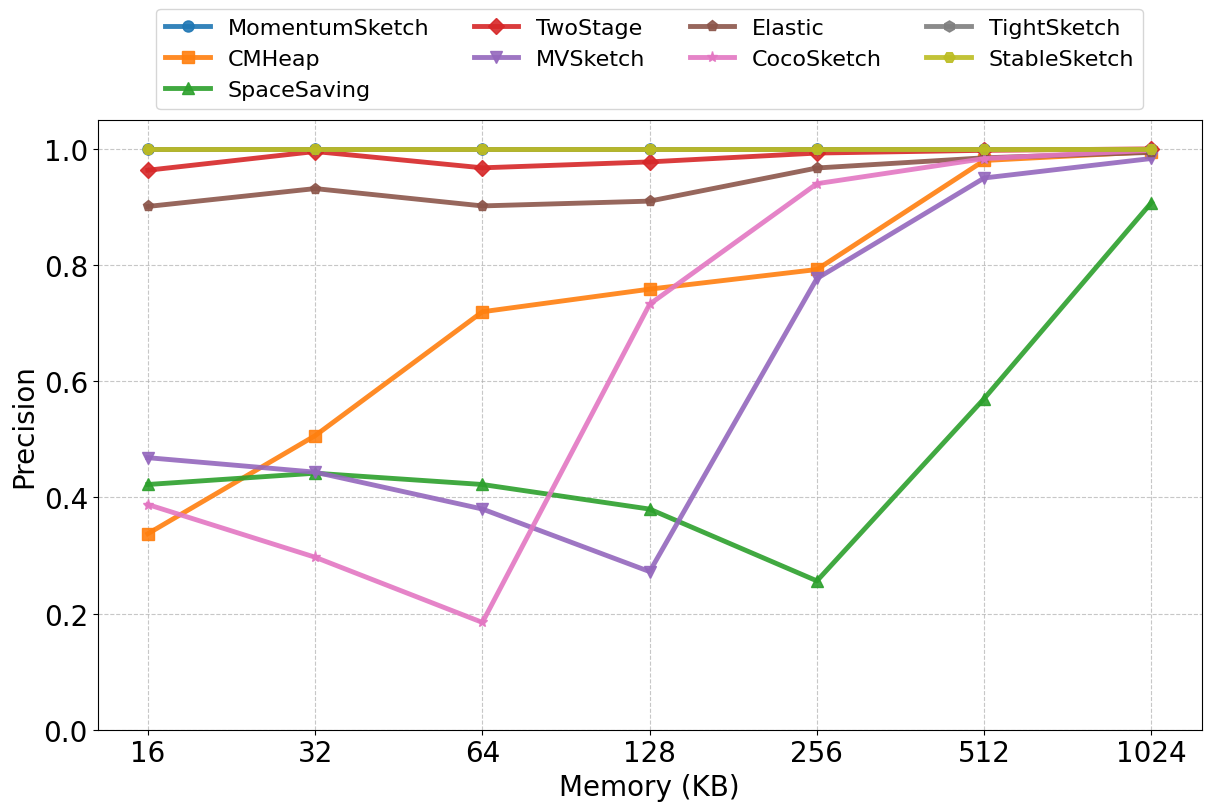 MomentumSketch TwoStage Elastic TightSketch
CMHeap MVSketch CocoSketch StableSketch
SpaceSaving
1.0
0.8
0.6
0.4
0.2
0.0
Precision
16 32 64 128 256 512 1024
Memory (KB)